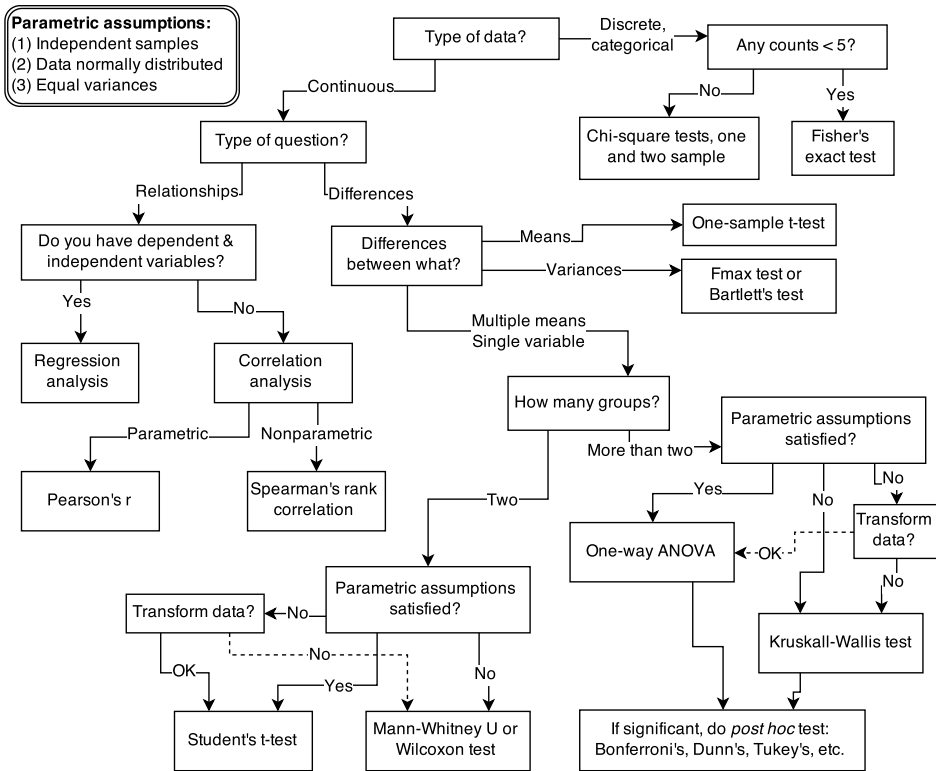 Parametric assumptions:
(1) Independent samples
(2) Data normally distributed
(3) Equal variances
Type of data?
Discrete,
categorical
Any counts < 5?
Continuous
No
Yes
Type of question?
Chi-square tests, one
and two sample
Fisher's
exact test
Relationships
Differences
Do you have dependent &
independent variables?
Differences
between what?
Means
One-sample t-test
Variances
Fmax test or
Bartlett's test
Yes
No
Multiple means
Single variable
Regression
analysis
Correlation
analysis
How many groups?
Parametric assumptions
satisfied?
Parametric
Nonparametric
More than two
Pearson's r
Spearman's rank
correlation
Two
Yes
No
No
Transform
data?
One-way ANOVA
OK
No
Parametric assumptions
satisfied?
Transform data?
No
Kruskall-Wallis test
No
OK
Yes
No
Student's t-test
Mann-Whitney U or
Wilcoxon test
If significant, do post hoc test:
Bonferroni's, Dunn's, Tukey's, etc.